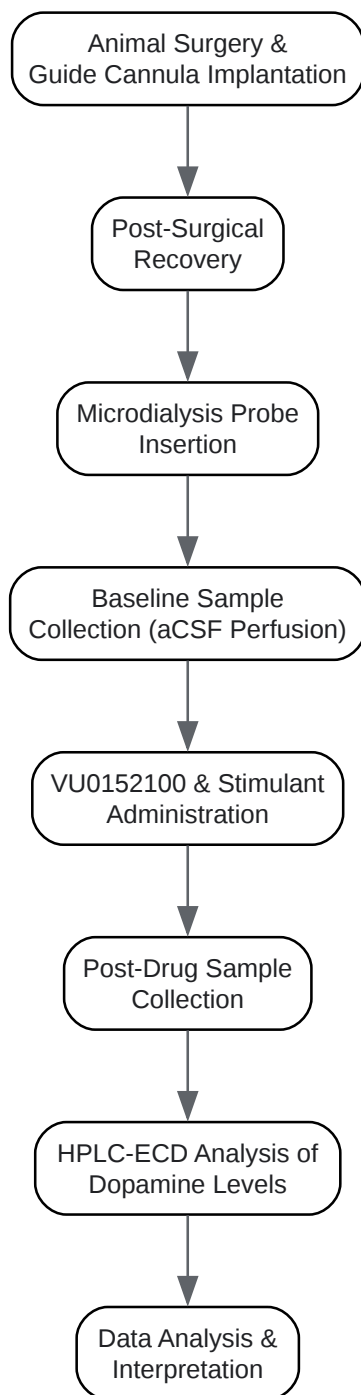 Animal Surgery &
Guide Cannula Implantation
Post-Surgical
Recovery
Microdialysis Probe
Insertion
Baseline Sample
Collection (aCSF Perfusion)
VU0152100 & Stimulant
Administration
Post-Drug Sample
Collection
HPLC-ECD Analysis of
Dopamine Levels
Data Analysis &
Interpretation